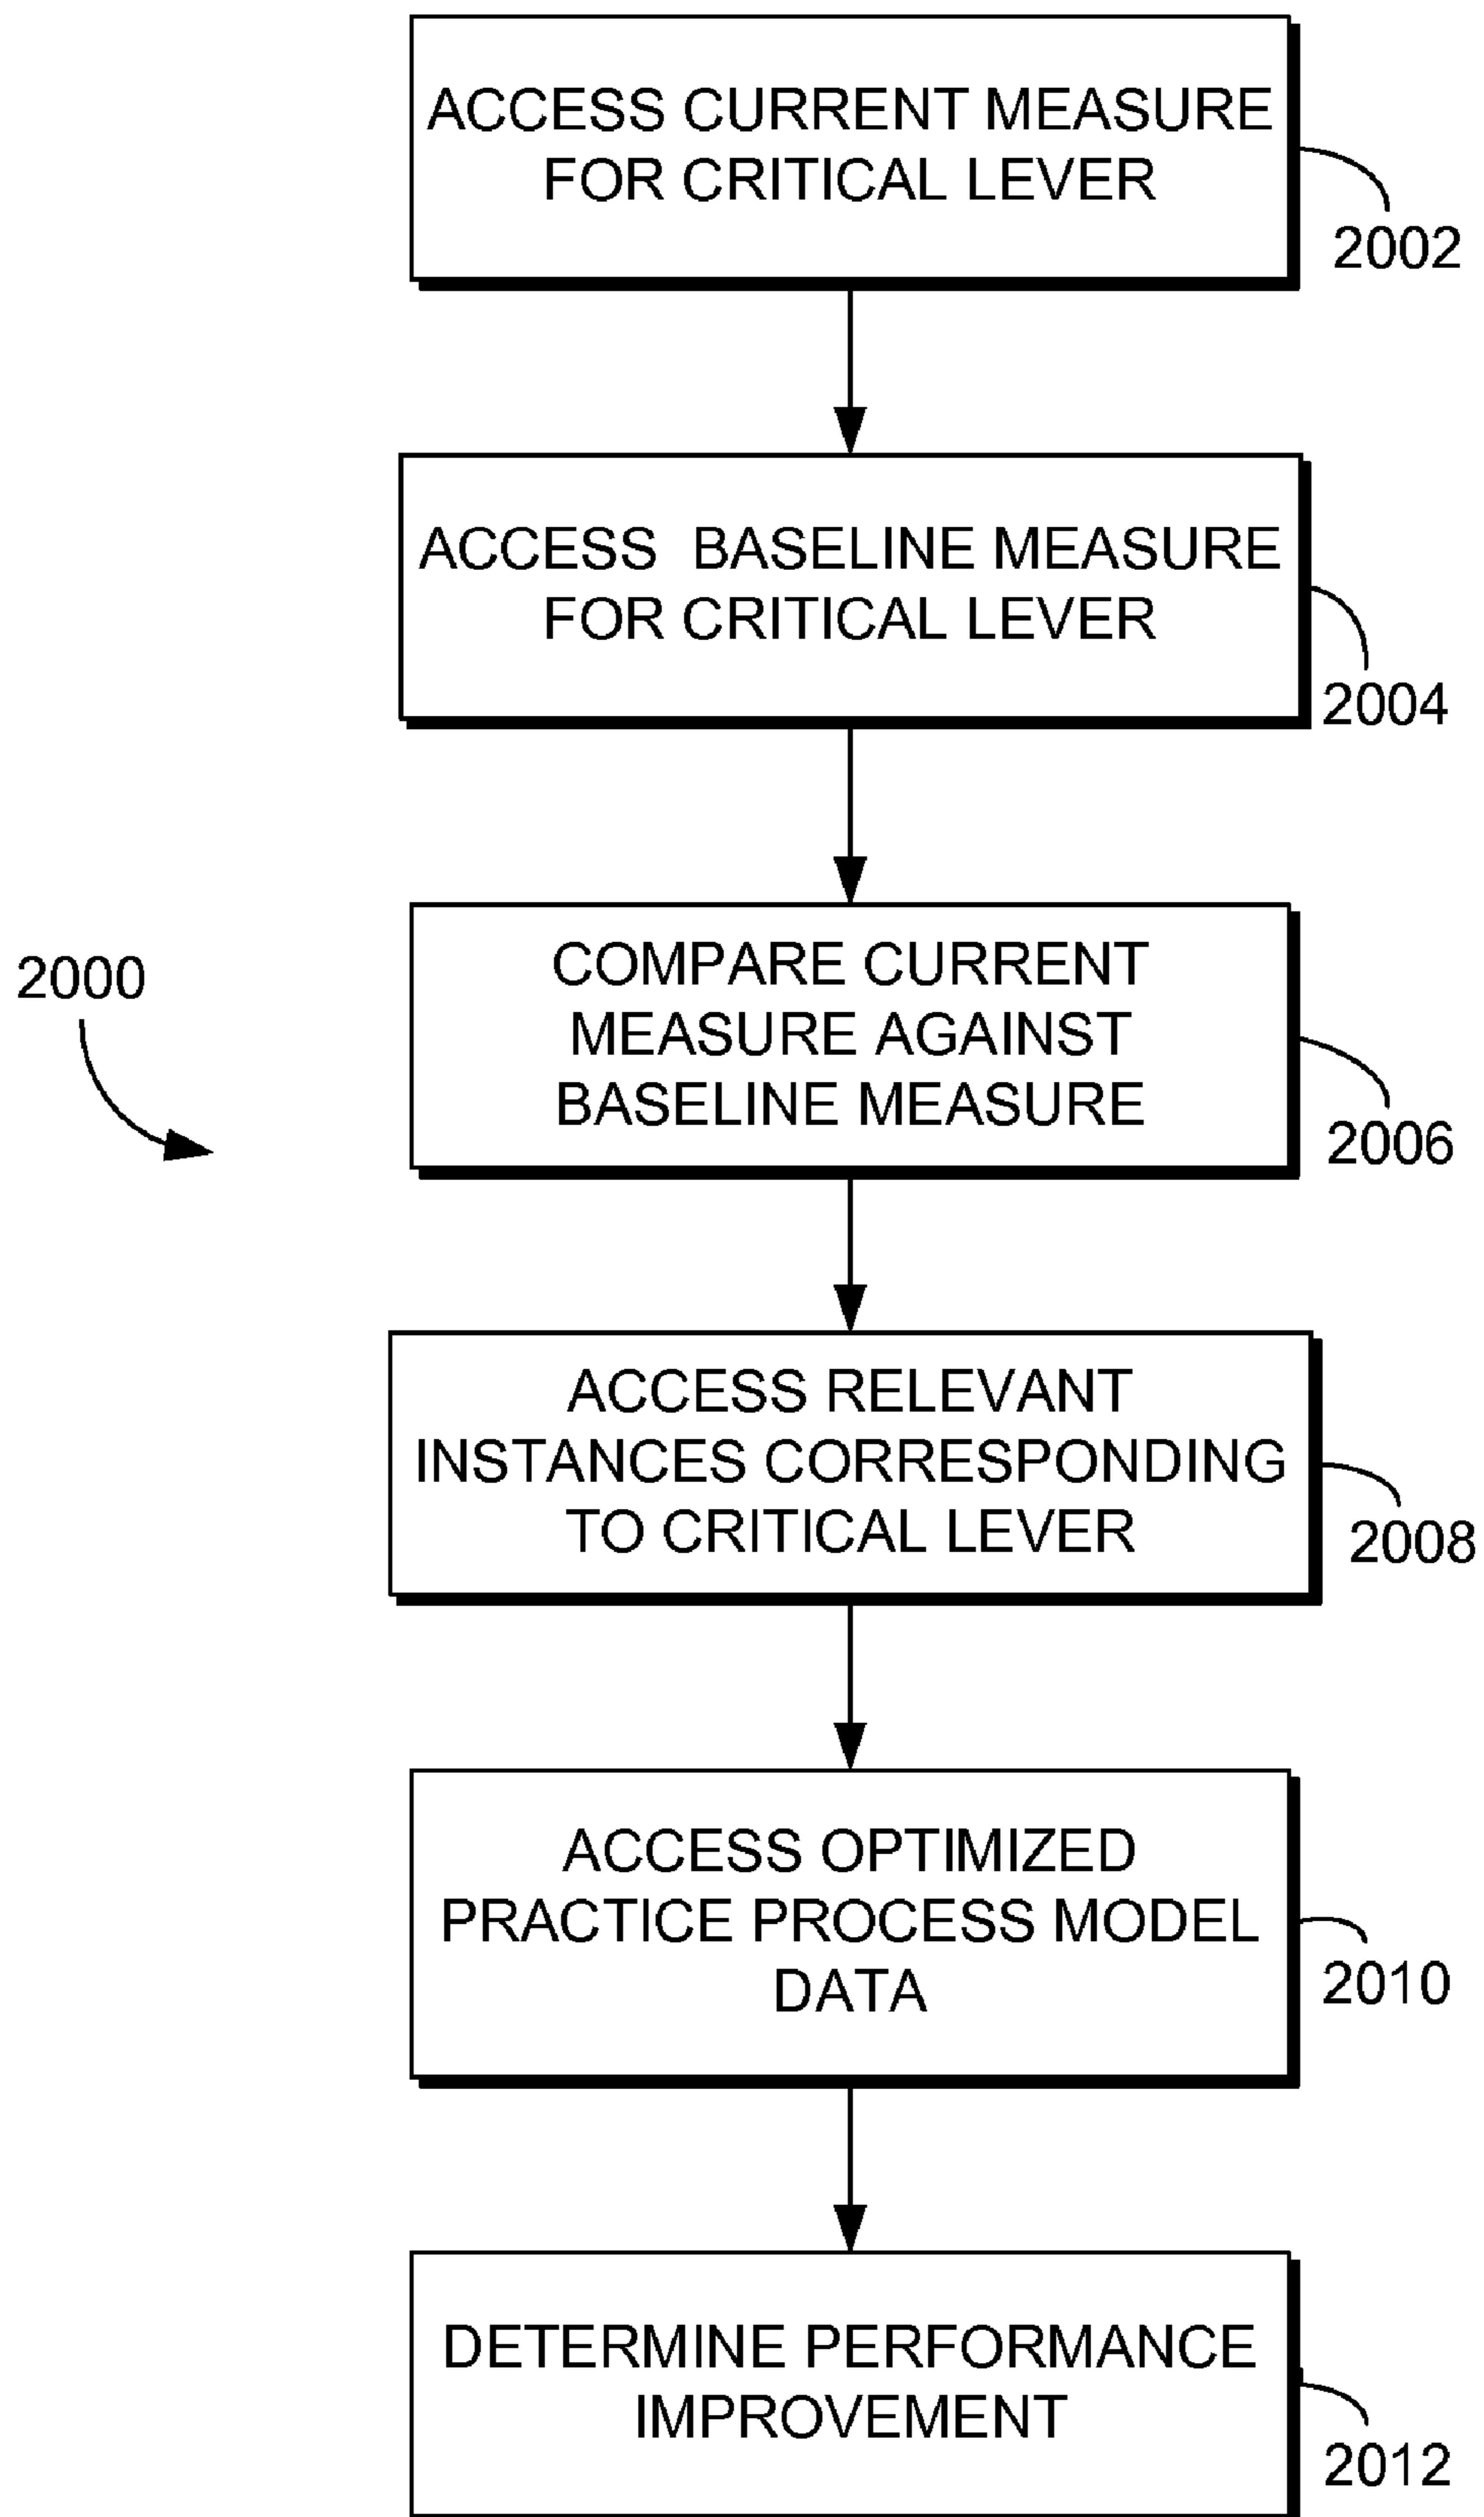 ACCESS CURRENT MEASURE
FOR CRITICAL LEVER
2002
ACCESS BASELINE MEASURE
FOR CRITICAL LEVER
2004
2000
COMPARE CURRENT
MEASURE AGAINST
BASELINE MEASURE
2006
ACCESS RELEVANT
INSTANCES CORRESPONDING
TO CRITICAL LEVER
2008
ACCESS OPTIMIZED
PRACTICE PROCESS MODEL
DATA
2010
DETERMINE PERFORMANCE
IMPROVEMENT
2012